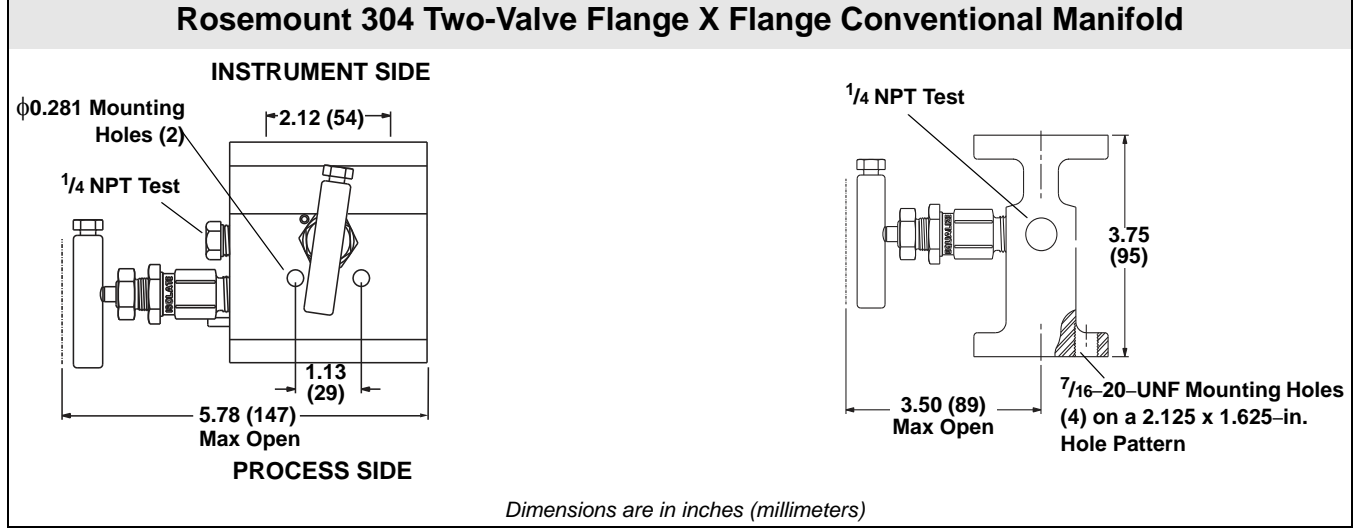 Rosemount 304 Two-Valve Flange X Flange Conventional Manifold
INSTRUMENT SIDE
ϕ0.281 Mounting
Holes (2)
2.12 (54)
1/4 NPT Test
ISOLATE
1.13
(29)
5.78 (147)
Max Open
PROCESS SIDE
1/4 NPT Test
EQUALIZE
3.75
(95)
3.50 (89)
Max Open
7/16–20–UNF Mounting Holes
(4) on a 2.125 x 1.625–in.
Hole Pattern
Dimensions are in inches (millimeters)